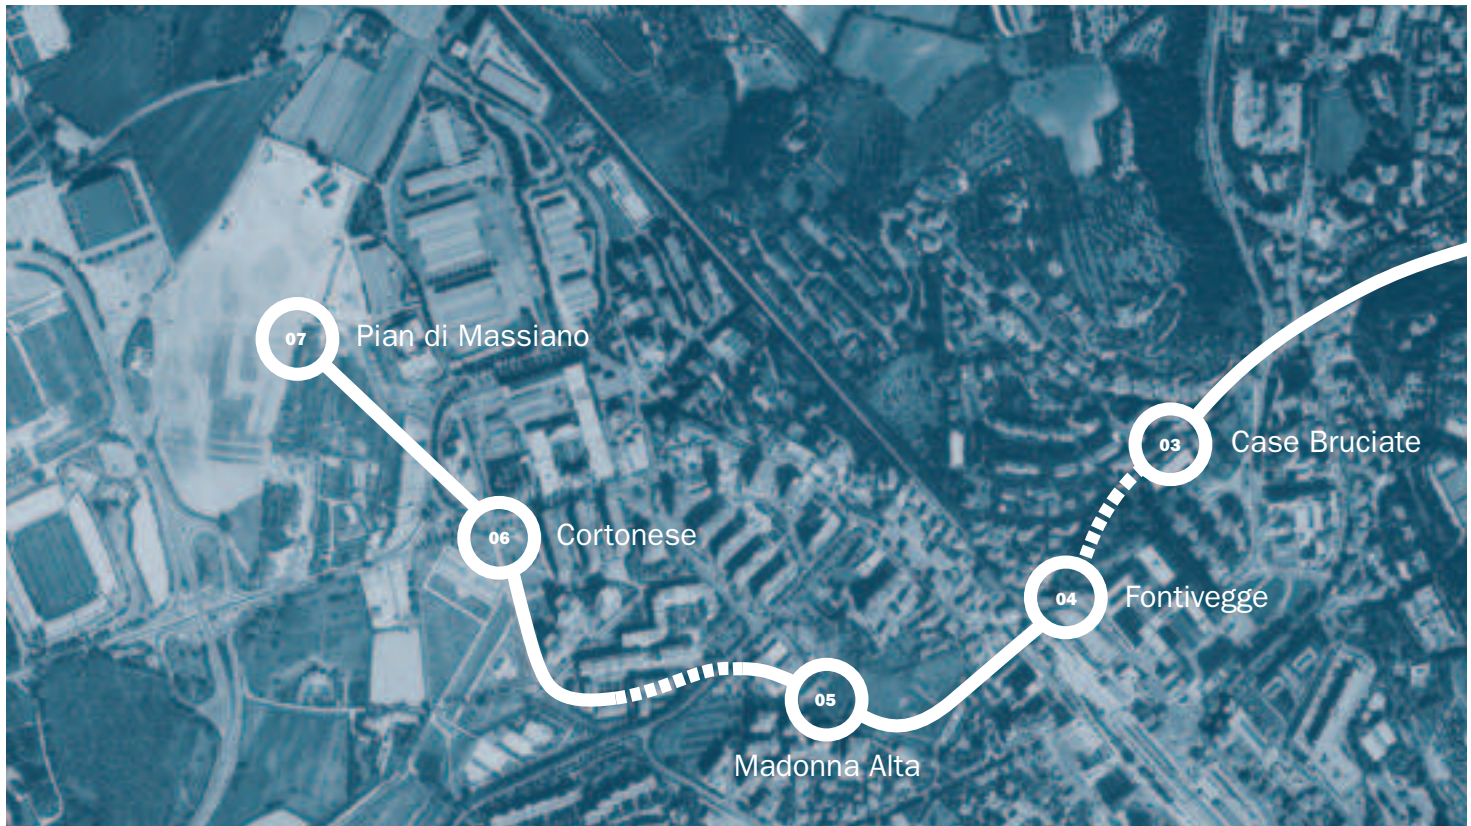 07 Pian di Massiano
03 Case Bruciate
06 Cortonese
04 Fontivegge
05
Madonna Alta